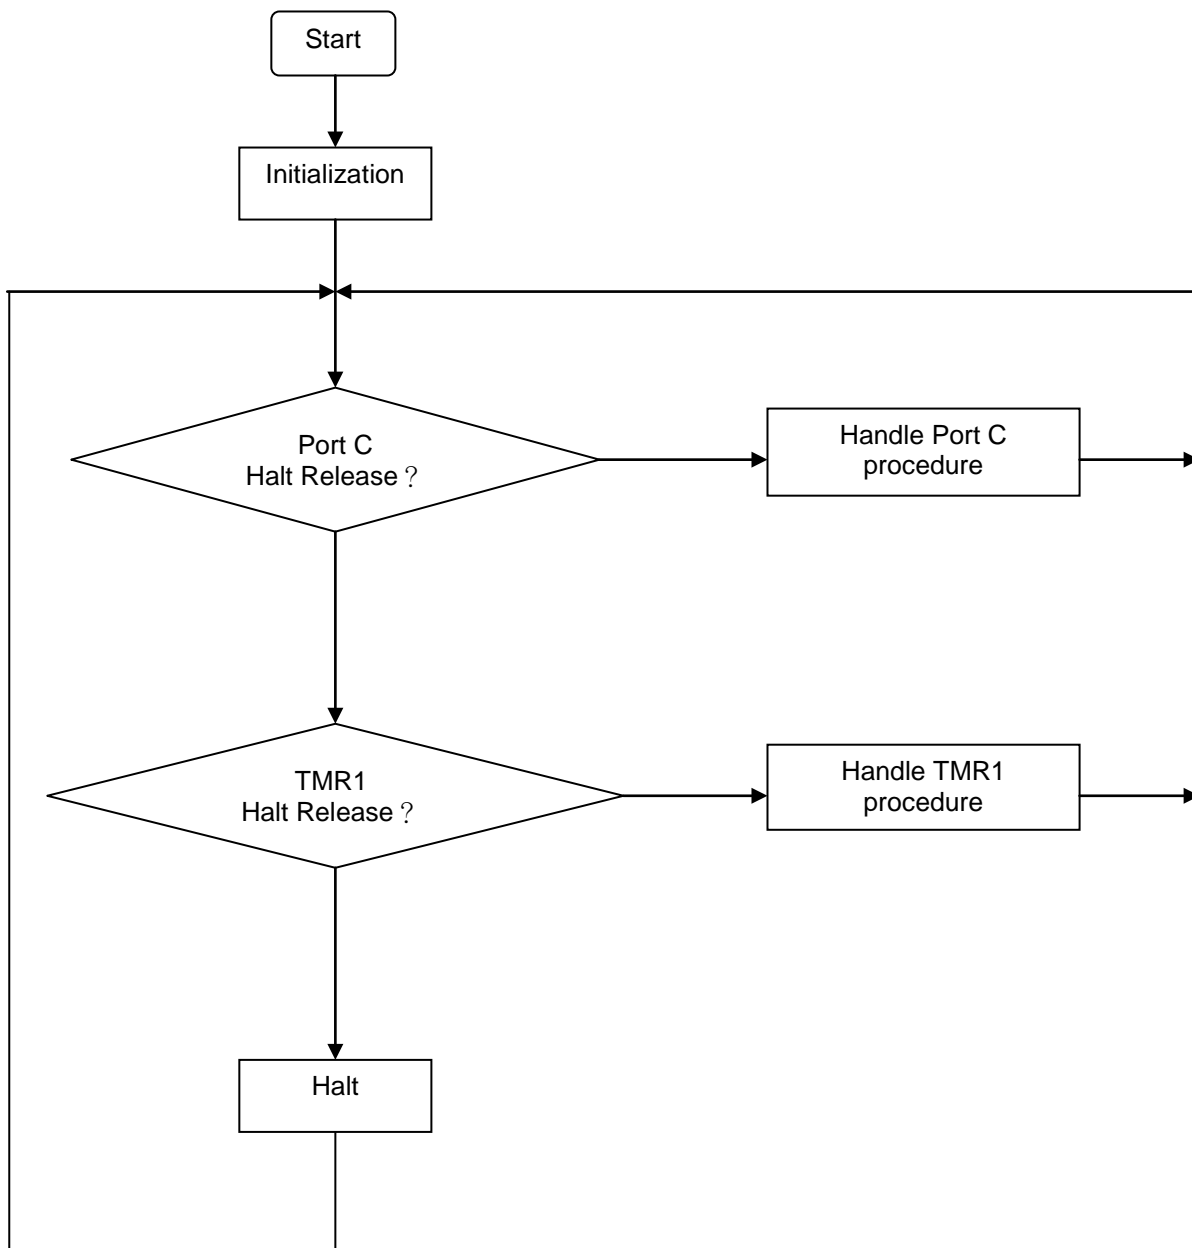 Start
Initialization
Port C
Halt Release？
Handle Port C
procedure
TMR1
Halt Release？
Handle TMR1
procedure
Halt